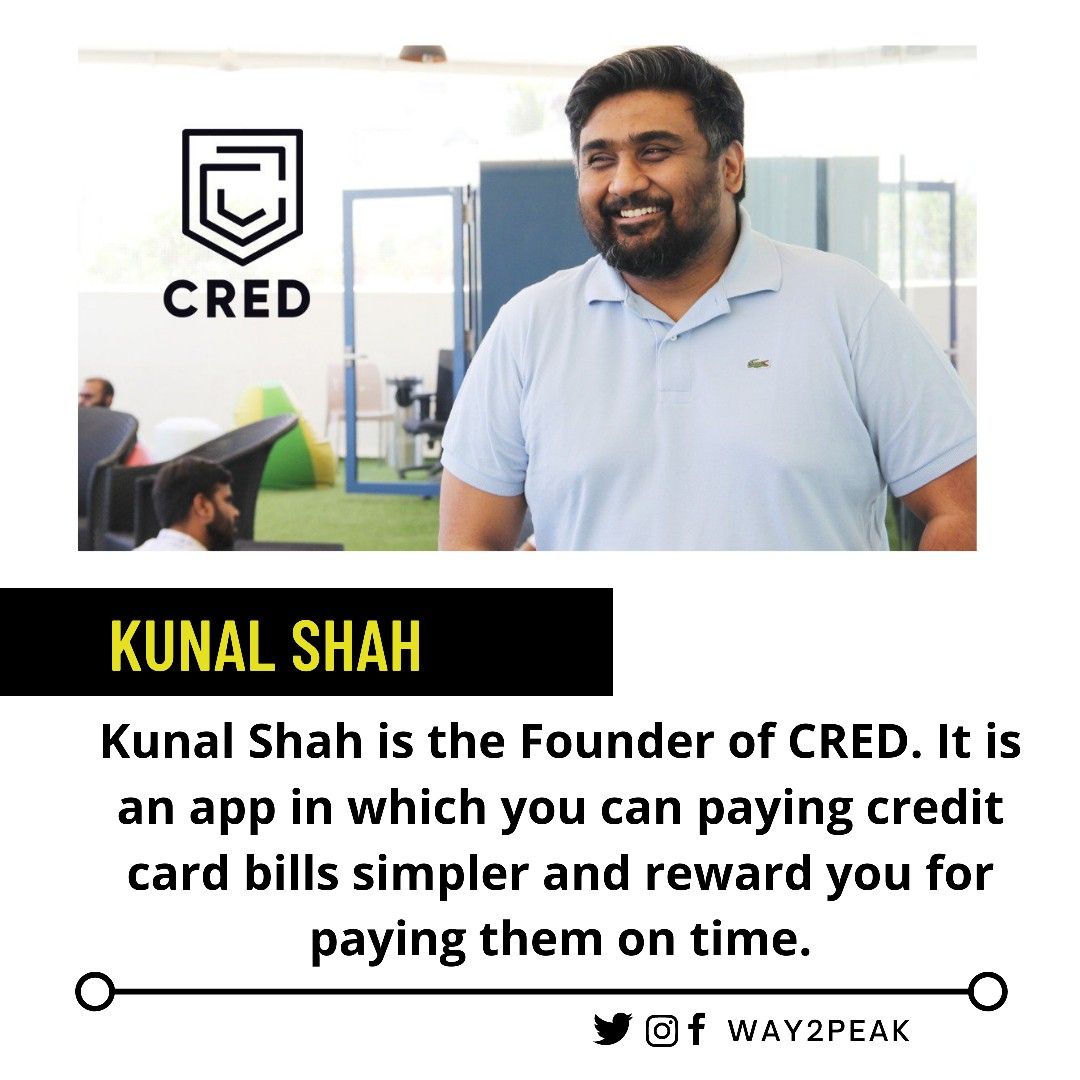 CRED
KUNAL SHAH
Kunal Shah is the Founder of CRED. It is
an app in which you can paying credit
card bills simpler and reward you for
paying them on time.
WAY2PEAK